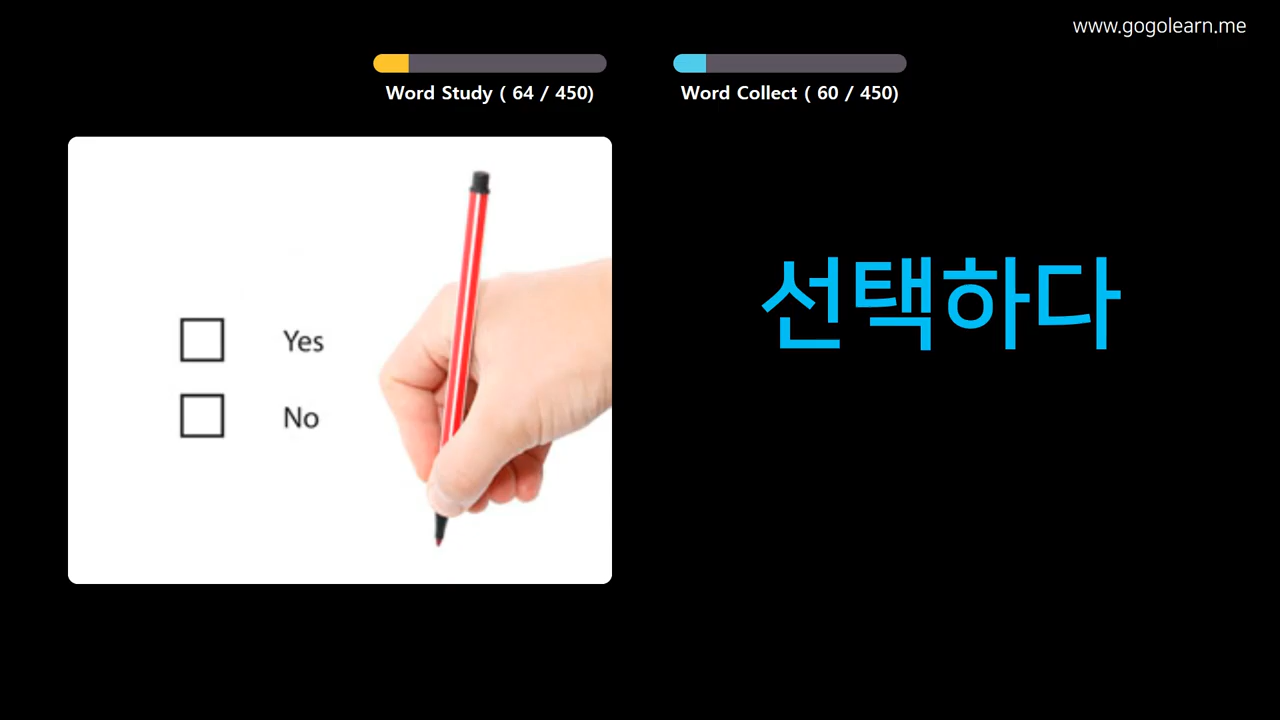 www.gogolearn.me
Word Study ( 64 / 450)
Word Collect ( 60 / 450)
선택하다
Yes
No